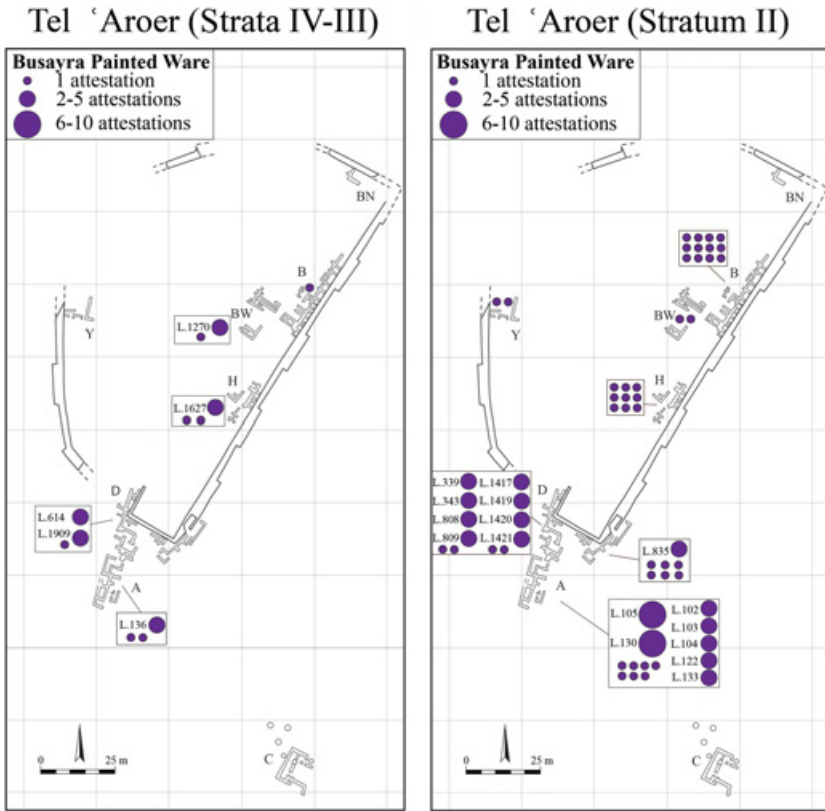 Tel ʿAroer (Strata IV-III)
Busayra Painted Ware
1 attestation
2-5 attestations
6-10 attestations
BN
B
BW
L.1270
Y
H
L.1627
D
L.614
L.1909
A
L.136
C
0 25 m
Tel ʿAroer (Stratum II)
Busayra Painted Ware
1 attestation
2-5 attestations
6-10 attestations
BN
B
BW
Y
H
L.339 L.1417
L.343 L.1419
L.808 L.1420
L.809 L.1421
D
L.835
A
L.105 L.102
L.103
L.130 L.104
L.122
L.133
C
0 25 m